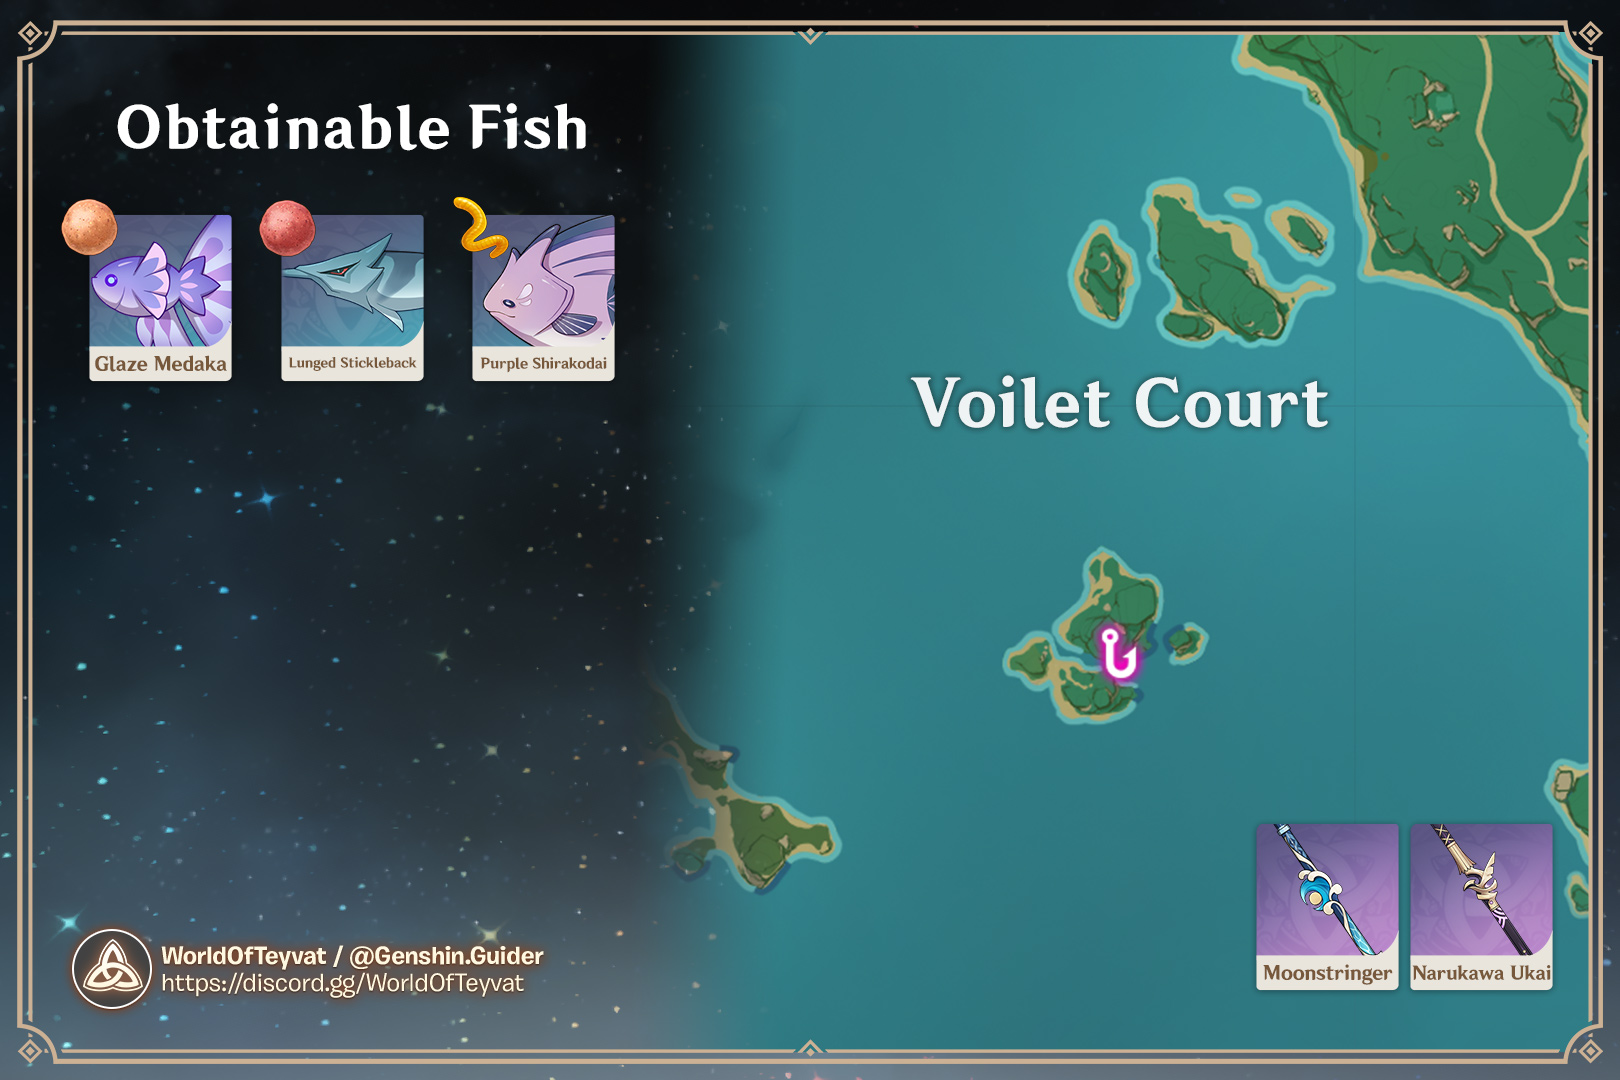 Obtainable Fish
Glaze Medaka
Lunged Stickleback
Purple Shirakodai
Voilet Court
Moonstringer
Narukawa Ukai
WorldOfTeyvat / @Genshin.Guider
https://discord.gg/WorldOfTeyvat